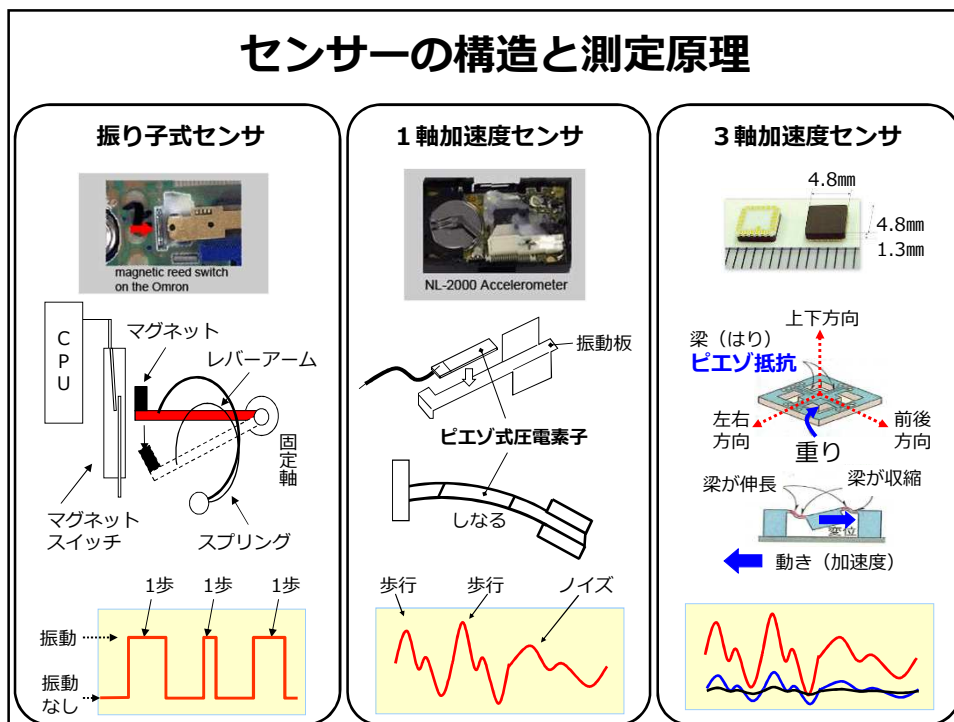 センサーの構造と測定原理
振り子式センサ
magnetic reed switch
on the Omron
CPU
マグネット
レバーアーム
固定軸
マグネット
スイッチ
スプリング
1歩
1歩
1歩
振動
振動
なし
１軸加速度センサ
NL-2000 Accelerometer
振動板
ピエゾ式圧電素子
しなる
歩行
歩行
ノイズ
３軸加速度センサ
4.8㎜
4.8㎜
1.3㎜
上下方向
梁（はり）
ピエゾ抵抗
左右
方向
前後
方向
重り
梁が伸長
梁が収縮
変位
動き（加速度）